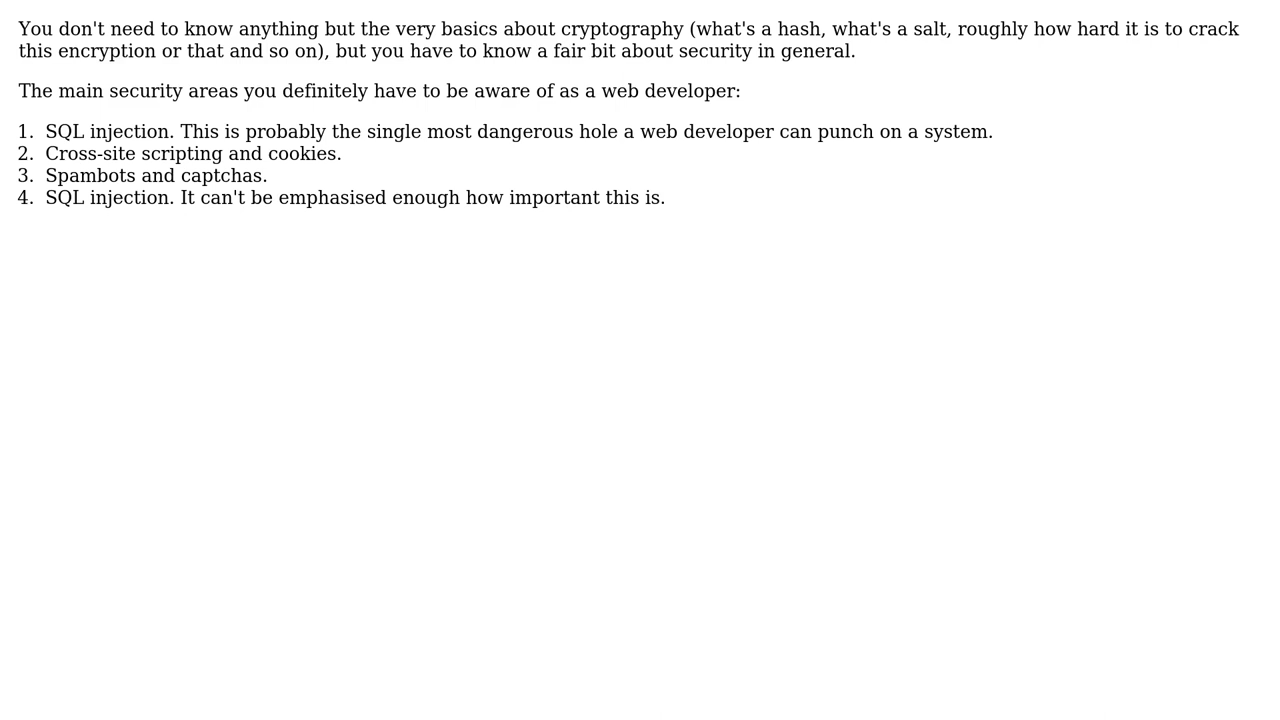 You don't need to know anything but the very basics about cryptography (what's a hash, what's a salt, roughly how hard it is to crack
this encryption or that and so on), but you have to know a fair bit about security in general.
The main security areas you definitely have to be aware of as a web developer:
1. SQL injection. This is probably the single most dangerous hole a web developer can punch on a system.
2. Cross-site scripting and cookies.
3. Spambots and captchas.
4. SQL injection. It can't be emphasised enough how important this is.